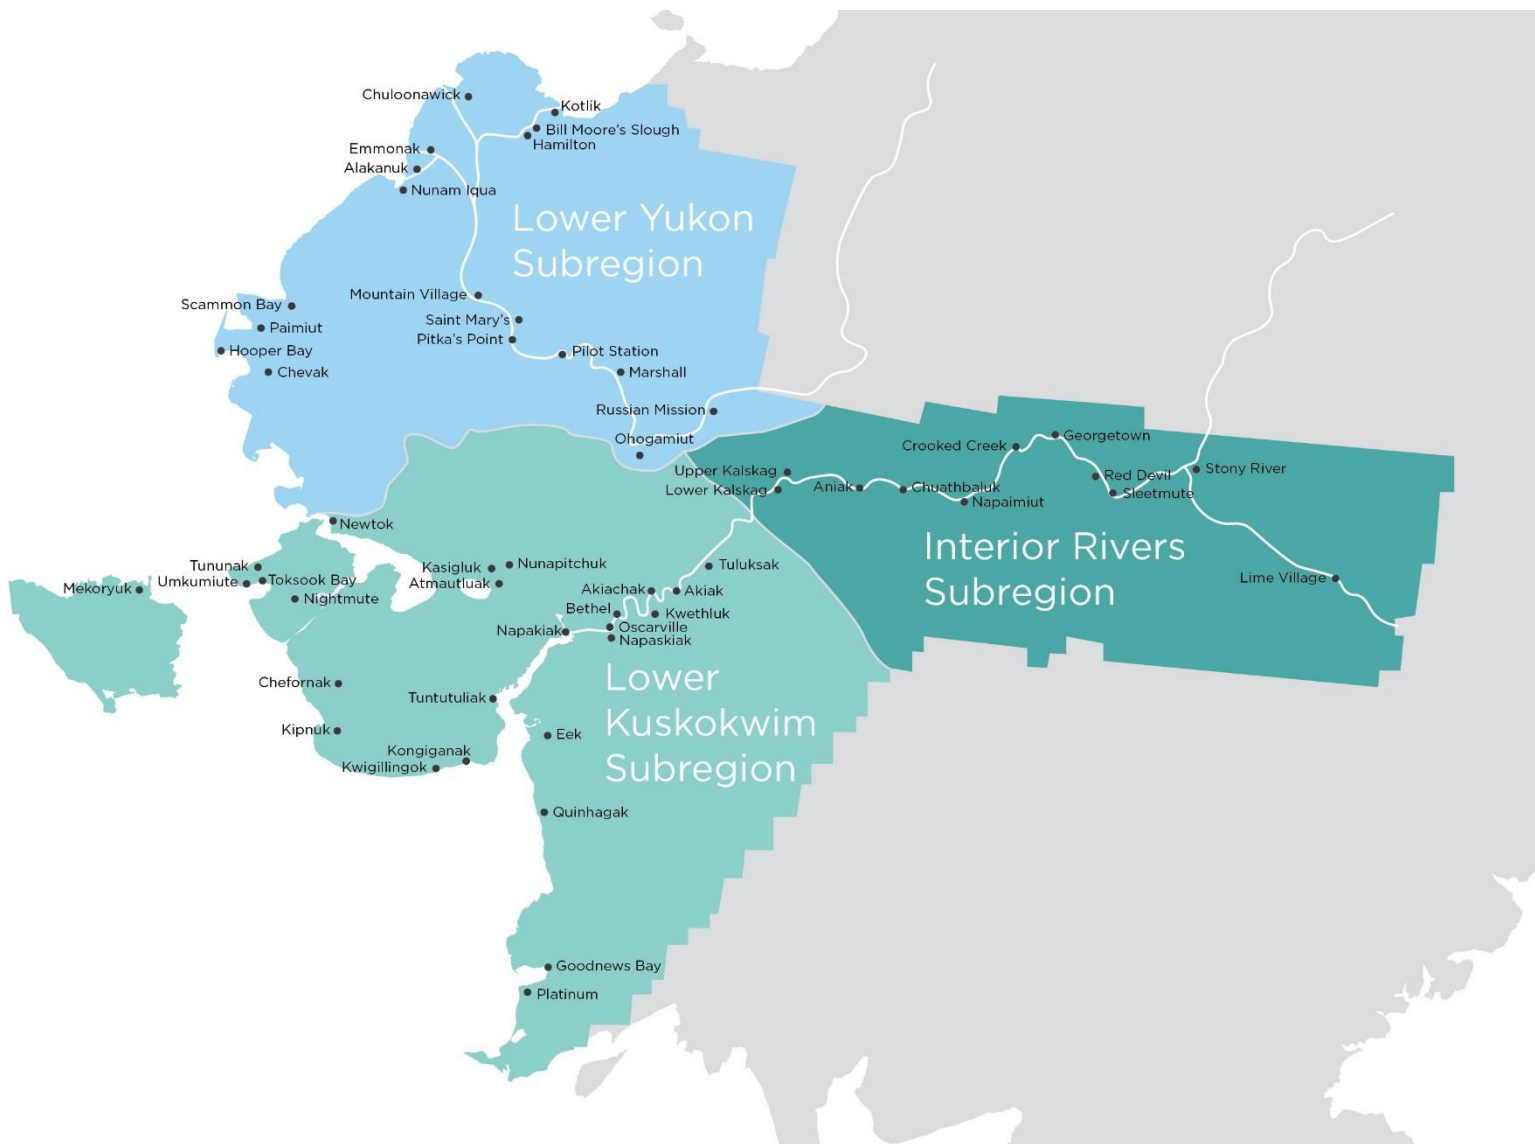 Chuloonawick
Kotlik
Bill Moore's Slough
Hamilton
Emmonak
Alakanuk
Nunam Iqua
Lower Yukon
Subregion
Mountain Village
Scammon Bay
Saint Mary's
Paimiut
Pitka's Point
Hooper Bay
Pilot Station
Chevak
Marshall
Russian Mission
Ohogamiut
Georgetown
Crooked Creek
Upper Kalskag
Stony River
Red Devil
Lower Kalskag
Aniak
Chuathbaluk
Sleetmute
Napaimiut
Newtok
Interior Rivers
Subregion
Lime Village
Nunapitchuk
Tununak
Kasigluk
Tuluksak
Umkumiute
Toksook Bay
Atmautluak
Mekoryuk
Nightmute
Akiachak
Akiak
Bethel
Kwethluk
Oscarville
Napakiak
Napaskiak
Lower
Kuskokwim
Subregion
Chefornak
Tuntutuliak
Kipnuk
Eek
Kongiganak
Kwigillingok
Quinhagak
Goodnews Bay
Platinum